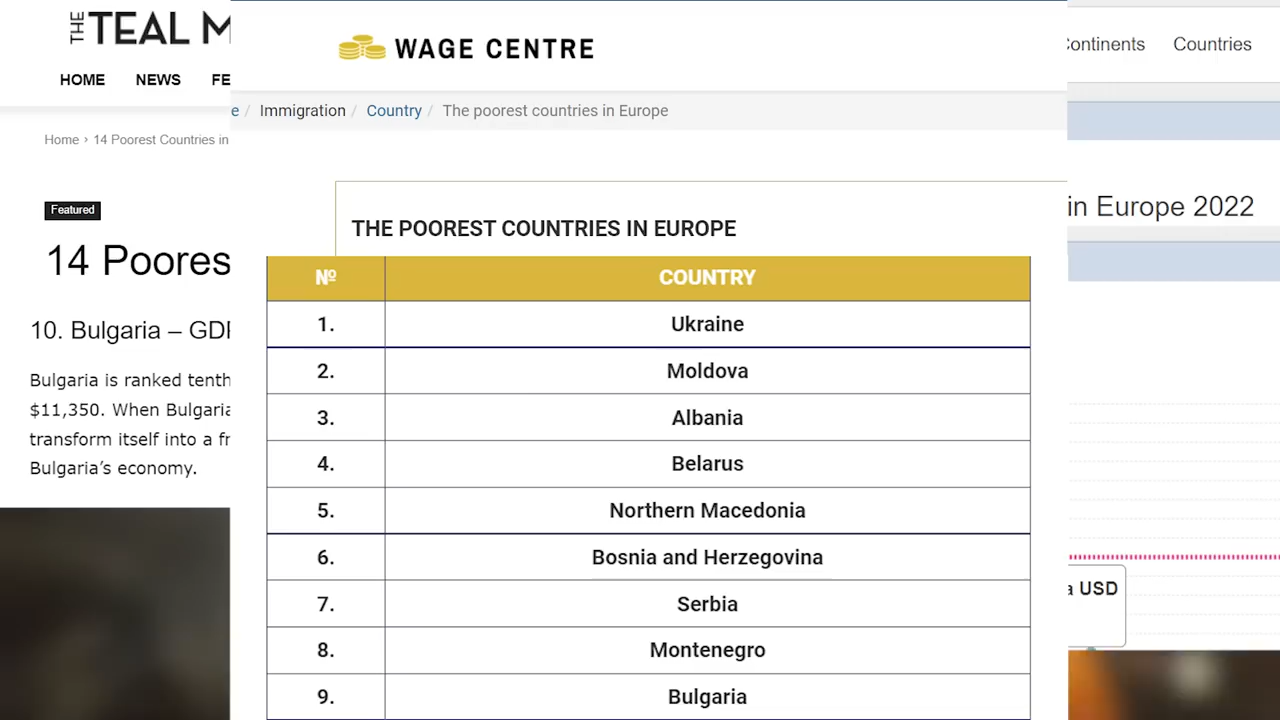 THE TEAL M
HOME NEWS FE
Home › 14 Poorest Countries in
Featured
14 Poores
10. Bulgaria – GD
Bulgaria is ranked tenth
$11,350. When Bulgaria
transform itself into a fr
Bulgaria’s economy.
WAGE CENTRE
e / Immigration / Country / The poorest countries in Europe
THE POOREST COUNTRIES IN EUROPE
№ COUNTRY
1. Ukraine
2. Moldova
3. Albania
4. Belarus
5. Northern Macedonia
6. Bosnia and Herzegovina
7. Serbia
8. Montenegro
9. Bulgaria
Continents Countries
in Europe 2022
a USD